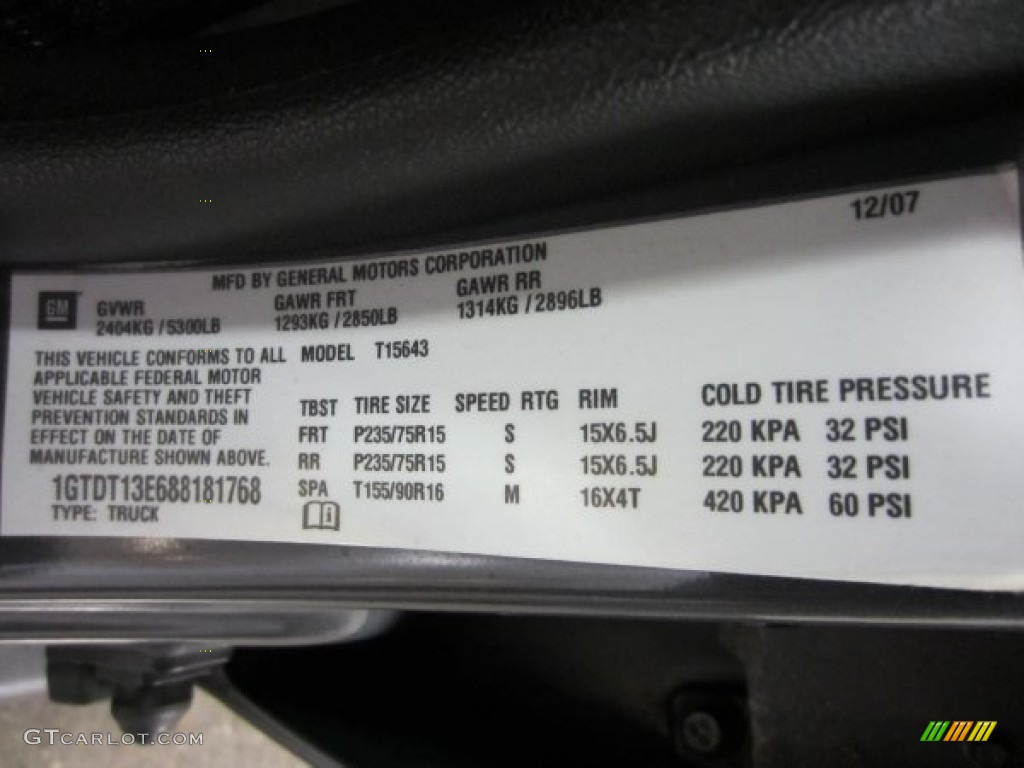 12/07
MFD BY GENERAL MOTORS CORPORATION
GM GVWR GAWR FRT GAWR RR
2404KG / 5300LB 1293KG / 2850LB 1314KG / 2896LB
THIS VEHICLE CONFORMS TO ALL MODEL T15643
APPLICABLE FEDERAL MOTOR
VEHICLE SAFETY AND THEFT
PREVENTION STANDARDS IN
EFFECT ON THE DATE OF
MANUFACTURE SHOWN ABOVE.
TBST TIRE SIZE SPEED RTG RIM COLD TIRE PRESSURE
FRT P235/75R15 S 15X6.5J 220 KPA 32 PSI
RR P235/75R15 S 15X6.5J 220 KPA 32 PSI
SPA T155/90R16 M 16X4T 420 KPA 60 PSI
1GTDT13E688181768
TYPE: TRUCK
GTCARLOT.COM